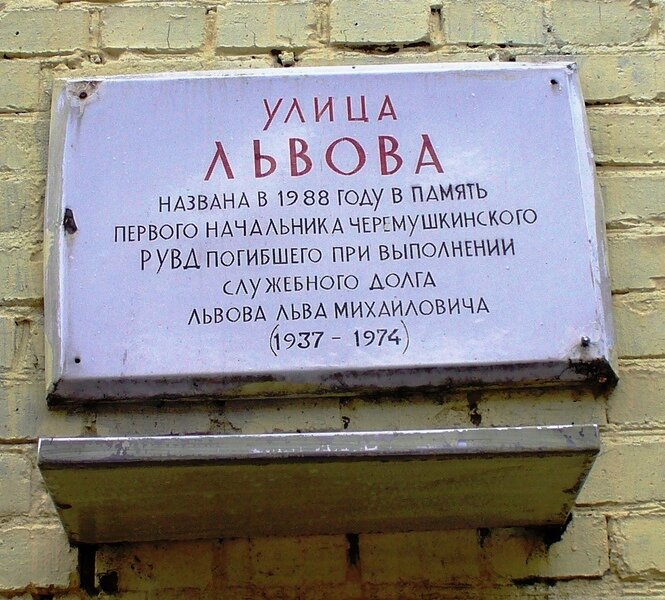 УЛИЦА
ЛЬВОВА
НАЗВАНА В 1988 ГОДУ В ПАМЯТЬ
ПЕРВОГО НАЧАЛЬНИКА ЧЕРЕМУШКИНСКОГО
РУВД ПОГИБШЕГО ПРИ ВЫПОЛНЕНИИ
СЛУЖЕБНОГО ДОЛГА
ЛЬВОВА ЛЬВА МИХАЙЛОВИЧА
(1937 - 1974)